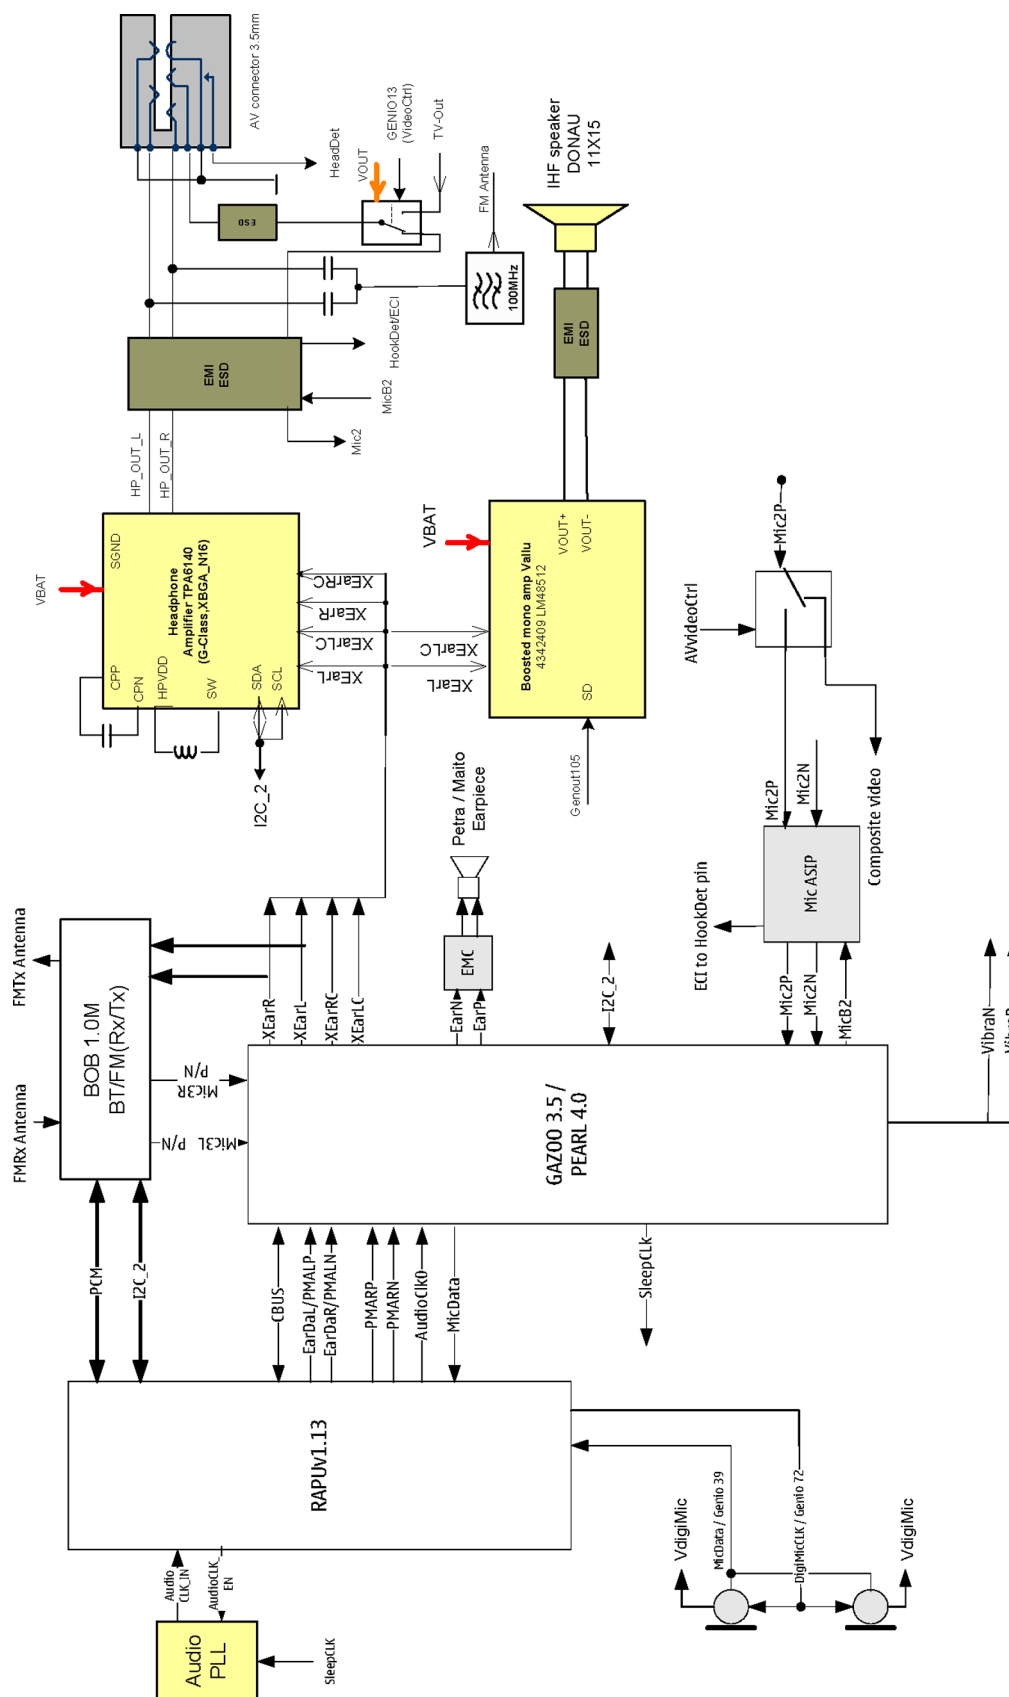 AV connector 3.5mm
HeadDet
VOUT
GENIO13
(VideoCtrl)
TV-Out
ESD
FM Antenna
100MHz
IHF speaker
DONAU
11X15
EMI
ESD
EMI
ESD
HookDet/ECI
MicB2
Mic2
HP_OUT_L
HP_OUT_R
VBAT
SGND
Headphone
Amplifier TPA6140
(G-Class,XBGA_N16)
CPP
CPN
HPVDD
SW
SDA
SCL
I2C_2
XEarRC
XEarR
XEarLC
XEarL
XEarLC
XEarL
VBAT
VOUT+
VOUT-
Boosted mono amp Vallu
4342409 LM48512
SD
Genout105
Mic2P
AVvideoCtrl
Mic2P
Mic2N
Composite video
Mic ASIP
ECI to HookDet pin
Mic2P
Mic2N
MicB2
Petra / Maito
Earpiece
EMC
EarN
EarP
I2C_2
XEarR
XEarL
XEarRC
XEarLC
FMTx Antenna
FMRx Antenna
BOB 1.0M
BT/FM(Rx/Tx)
Mic3R
P/N
Mic3L P/N
GAZOO 3.5 /
PEARL 4.0
VibraN
PCM
I2C_2
CBUS
EarDaL/PMALP
EarDaR/PMALN
PMARP
PMARN
AudioClk0
MicData
SleepCLk
RAPUv1.13
Audio
CLK_IN
AudioCLK_
EN
Audio
PLL
SleepCLK
MicData / Genio 39
DigiMicCLK / Genio 72
VdigiMic
VdigiMic